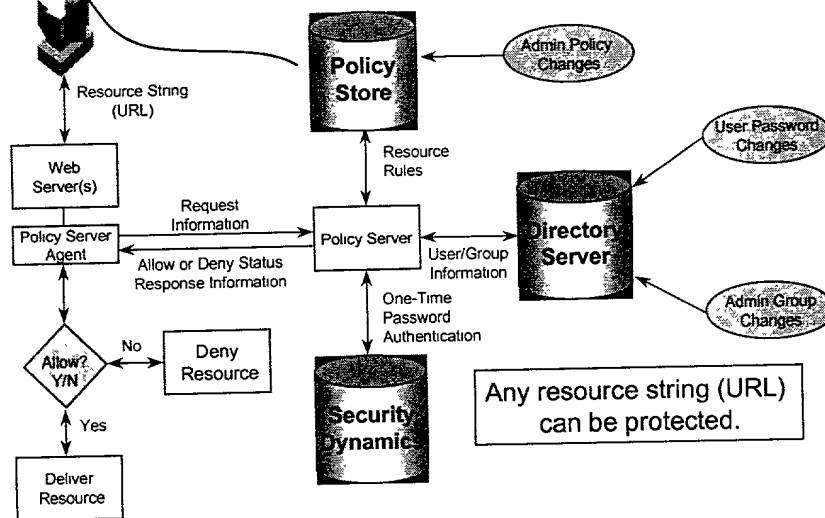 Policy
Store
Admin Policy
Changes
Resource String
(URL)
User Password
Changes
Web
Server(s)
Resource
Rules
Request
Information
Policy Server
Agent
Policy Server
Directory
Server
Allow or Deny Status
Response Information
User/Group
Information
One-Time
Password
Authentication
Admin Group
Changes
Allow?
Y/N
No
Deny
Resource
Any resource string (URL)
can be protected.
Security
Dynamics
Yes
Deliver
Resource